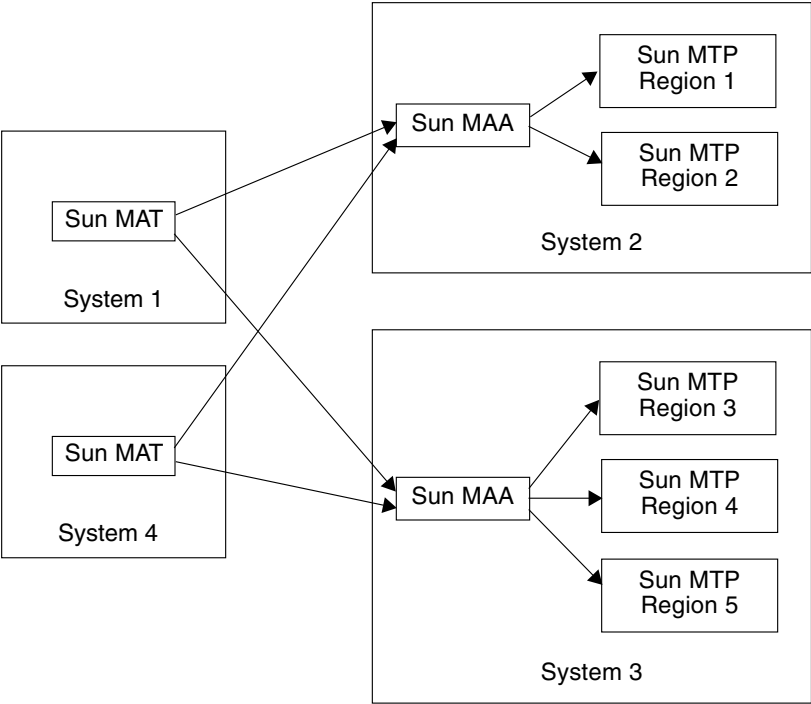 Sun MAT
System 1
Sun MAT
System 4
Sun MAA
Sun MTP
Region 1
Sun MTP
Region 2
System 2
Sun MAA
Sun MTP
Region 3
Sun MTP
Region 4
Sun MTP
Region 5
System 3